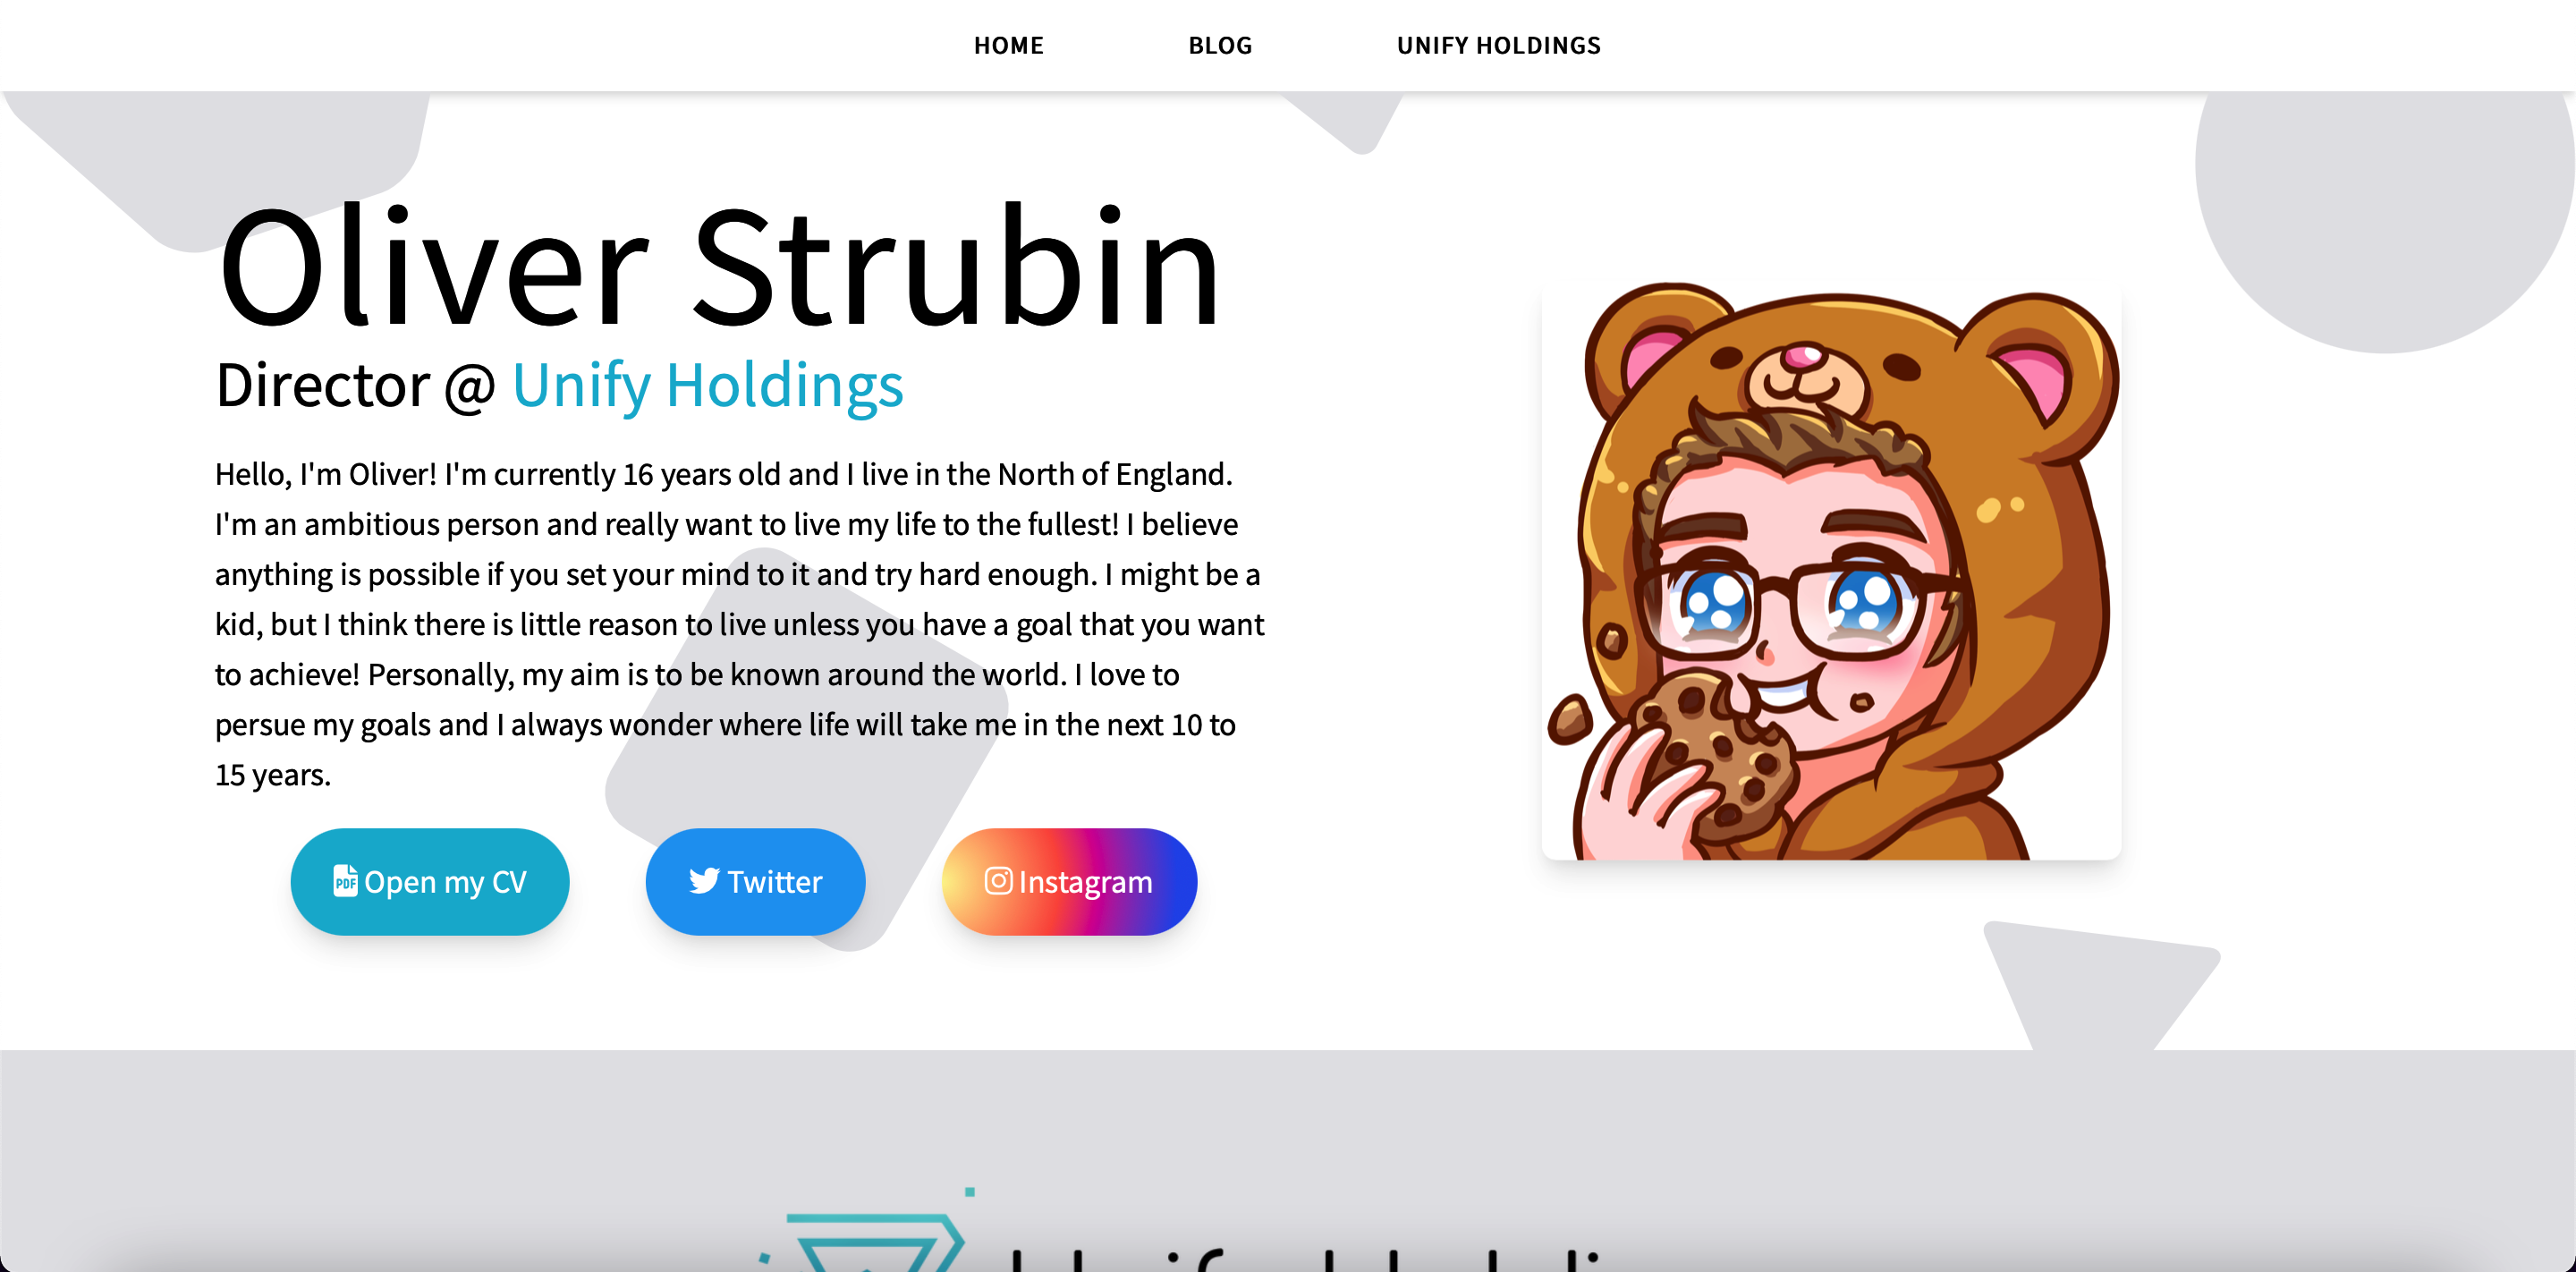 HOME BLOG UNIFY HOLDINGS
Oliver Strubin
Director @ Unify Holdings
Hello, I'm Oliver! I'm currently 16 years old and I live in the North of England.
I'm an ambitious person and really want to live my life to the fullest! I believe
anything is possible if you set your mind to it and try hard enough. I might be a
kid, but I think there is little reason to live unless you have a goal that you want
to achieve! Personally, my aim is to be known around the world. I love to
persue my goals and I always wonder where life will take me in the next 10 to
15 years.
PDF Open my CV Twitter Instagram